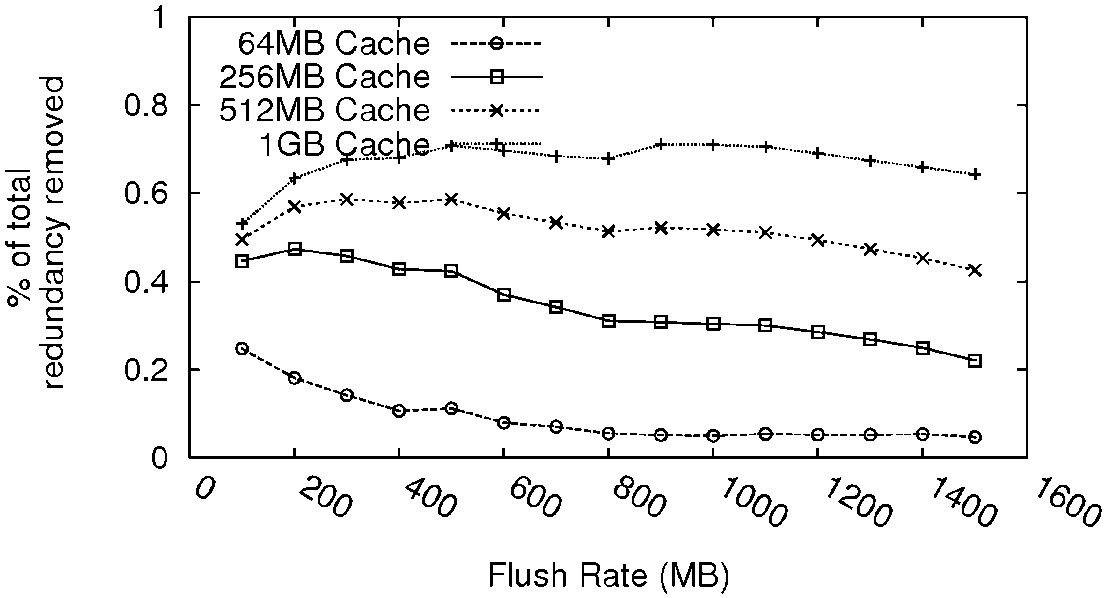 1
0.8
0.6
0.4
0.2
0
% of total
redundancy removed
64MB Cache
256MB Cache
512MB Cache
1GB Cache
0
200
400
600
800
1000
1200
1400
1600
Flush Rate (MB)